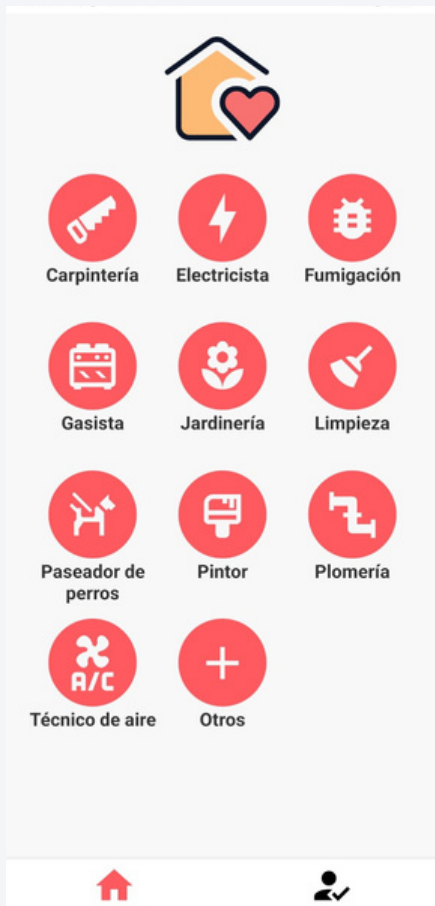 Carpintería
Electricista
Fumigación
Gasista
Jardinería
Limpieza
Paseador de
perros
Pintor
Plomería
A/C
Técnico de aire
Otros